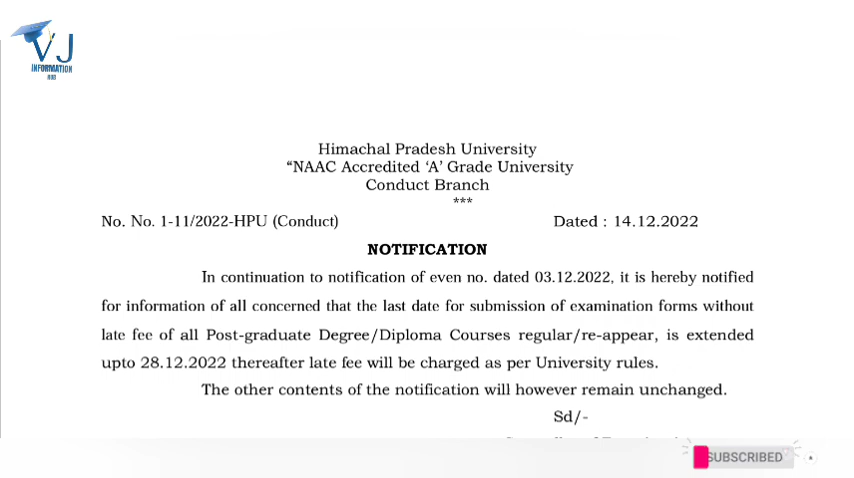 VJ
INFORMATION
HUB
Himachal Pradesh University
“NAAC Accredited ‘A’ Grade University
Conduct Branch
***
No. No. 1-11/2022-HPU (Conduct) Dated : 14.12.2022
NOTIFICATION
In continuation to notification of even no. dated 03.12.2022, it is hereby notified
for information of all concerned that the last date for submission of examination forms without
late fee of all Post-graduate Degree/Diploma Courses regular/re-appear, is extended
upto 28.12.2022 thereafter late fee will be charged as per University rules.
The other contents of the notification will however remain unchanged.
Sd/-
SUBSCRIBED